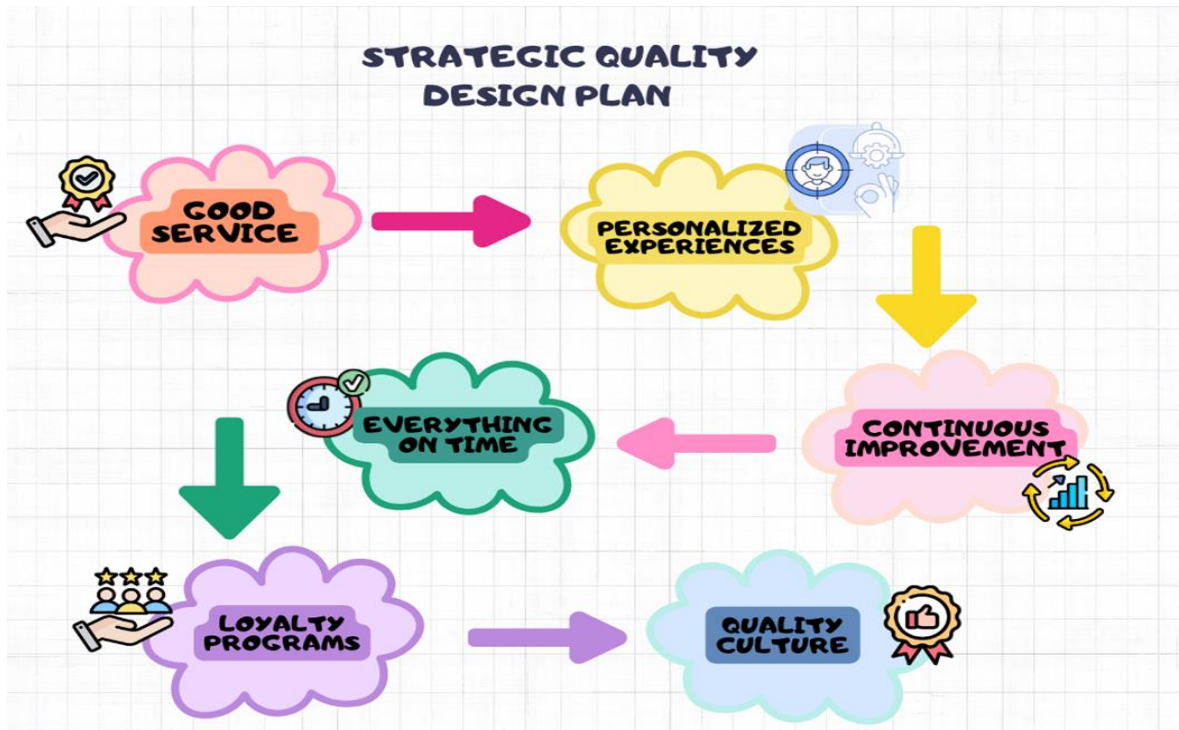 STRATEGIC QUALITY
DESIGN PLAN
GOOD
SERVICE
PERSONALIZED
EXPERIENCES
CONTINUOUS
IMPROVEMENT
EVERYTHING
ON TIME
LOYALTY
PROGRAMS
QUALITY
CULTURE